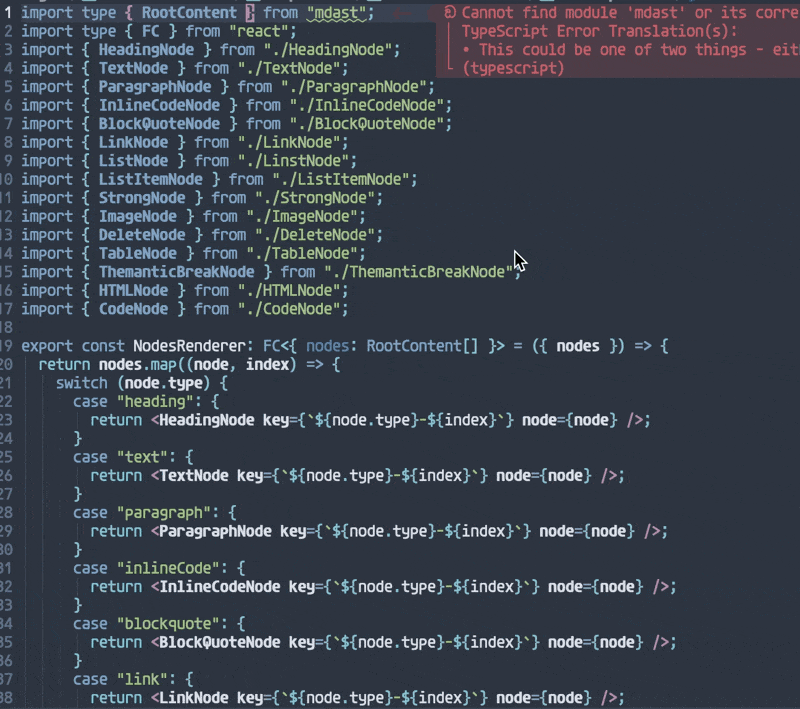 1 import type { RootContent } from "mdast";
Cannot find module 'mdast' or its corre
2 import type { FC } from "react";
TypeScript Error Translation(s):
3 import { HeadingNode } from "./HeadingNode";
• This could be one of two things - eit
4 import { TextNode } from "./TextNode";
(typescript)
5 import { ParagraphNode } from "./ParagraphNode";
6 import { InlineCodeNode } from "./InlineCodeNode";
7 import { BlockQuoteNode } from "./BlockQuoteNode";
8 import { LinkNode } from "./LinkNode";
9 import { ListNode } from "./LinstNode";
10 import { ListItemNode } from "./ListItemNode";
11 import { StrongNode } from "./StrongNode";
12 import { ImageNode } from "./ImageNode";
13 import { DeleteNode } from "./DeleteNode";
14 import { TableNode } from "./TableNode";
15 import { ThemanticBreakNode } from "./ThemanticBreakNode";
16 import { HTMLNode } from "./HTMLNode";
17 import { CodeNode } from "./CodeNode";
18
19 export const NodesRenderer: FC<{ nodes: RootContent[] }> = ({ nodes }) => {
20 return nodes.map((node, index) => {
21 switch (node.type) {
22 case "heading": {
23 return <HeadingNode key={`${node.type}-${index}`} node={node} />;
24 }
25 case "text": {
26 return <TextNode key={`${node.type}-${index}`} node={node} />;
27 }
28 case "paragraph": {
29 return <ParagraphNode key={`${node.type}-${index}`} node={node} />;
30 }
31 case "inlineCode": {
32 return <InlineCodeNode key={`${node.type}-${index}`} node={node} />;
33 }
34 case "blockquote": {
35 return <BlockQuoteNode key={`${node.type}-${index}`} node={node} />;
36 }
37 case "link": {
38 return <LinkNode key={`${node.type}-${index}`} node={node} />;